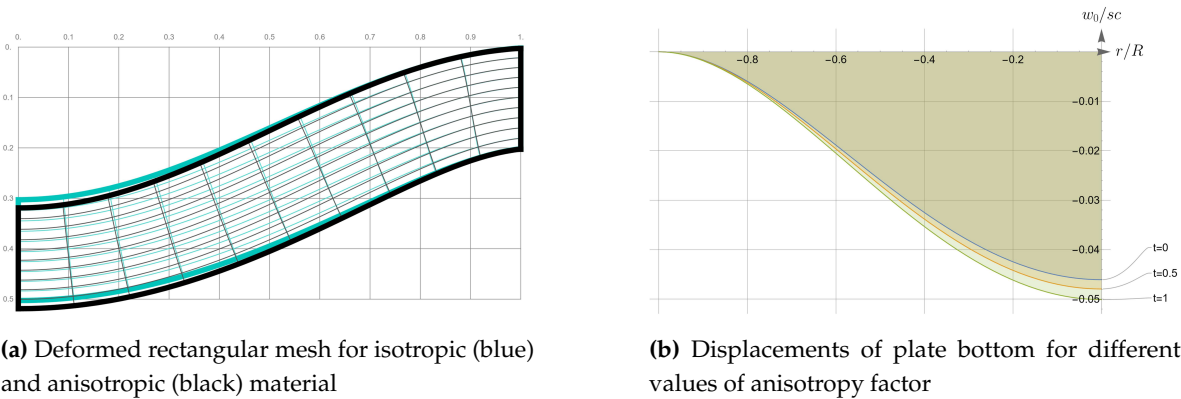 0. 0.1 0.2 0.3 0.4 0.5 0.6 0.7 0.8 0.9 1.
0.
0.1
0.2
0.3
0.4
0.5
(a) Deformed rectangular mesh for isotropic (blue)
and anisotropic (black) material
w₀/sc
r/R
−0.8 −0.6 −0.4 −0.2
−0.01
−0.02
−0.03
−0.04
−0.05
t=0
t=0.5
t=1
(b) Displacements of plate bottom for different
values of anisotropy factor